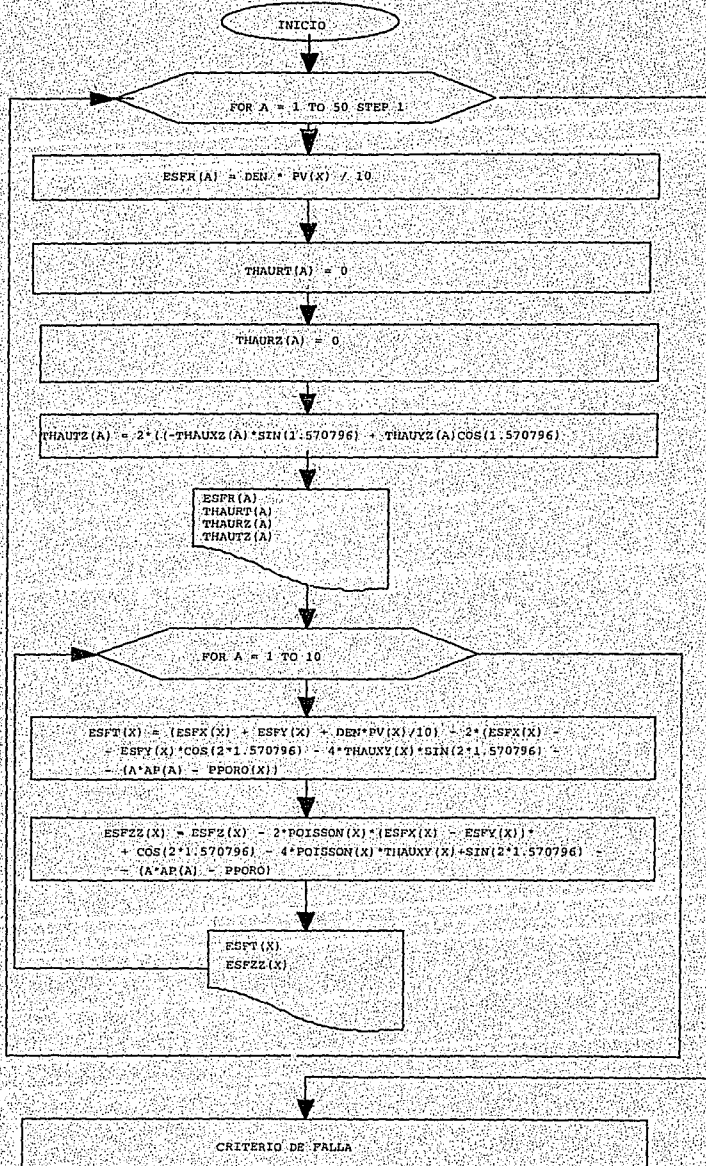 INICIO
FOR A = 1 TO 50 STEP 1
ESFR(A) = DEN * PV(X) / 10
THAURT(A) = 0
THAURZ(A) = 0
THAUTZ(A) = 2*((-THAUXZ(A)*SIN(1.570796) + THAUYZ(A)COS(1.570796)
ESFR(A)
THAURT(A)
THAURZ(A)
THAUTZ(A)
FOR A = 1 TO 10
ESFT(X) = (ESFX(X) + ESFY(X) + DEN*PV(X)/10) - 2*(ESFX(X) -
- ESFY(X)*COS(2*1.570796) - 4*THAUXY(X)*SIN(2*1.570796) -
- (A*AP(A) - PPORO(X))
ESFZZ(X) = ESFZ(X) - 2*POISSON(X)*(ESFX(X) - ESFY(X))*
+ COS(2*1.570796) - 4*POISSON(X)*THAUXY(X)+SIN(2*1.570796) -
- (A*AP(A) - PPORO)
ESFT(X)
ESFZZ(X)
CRITERIO DE FALLA